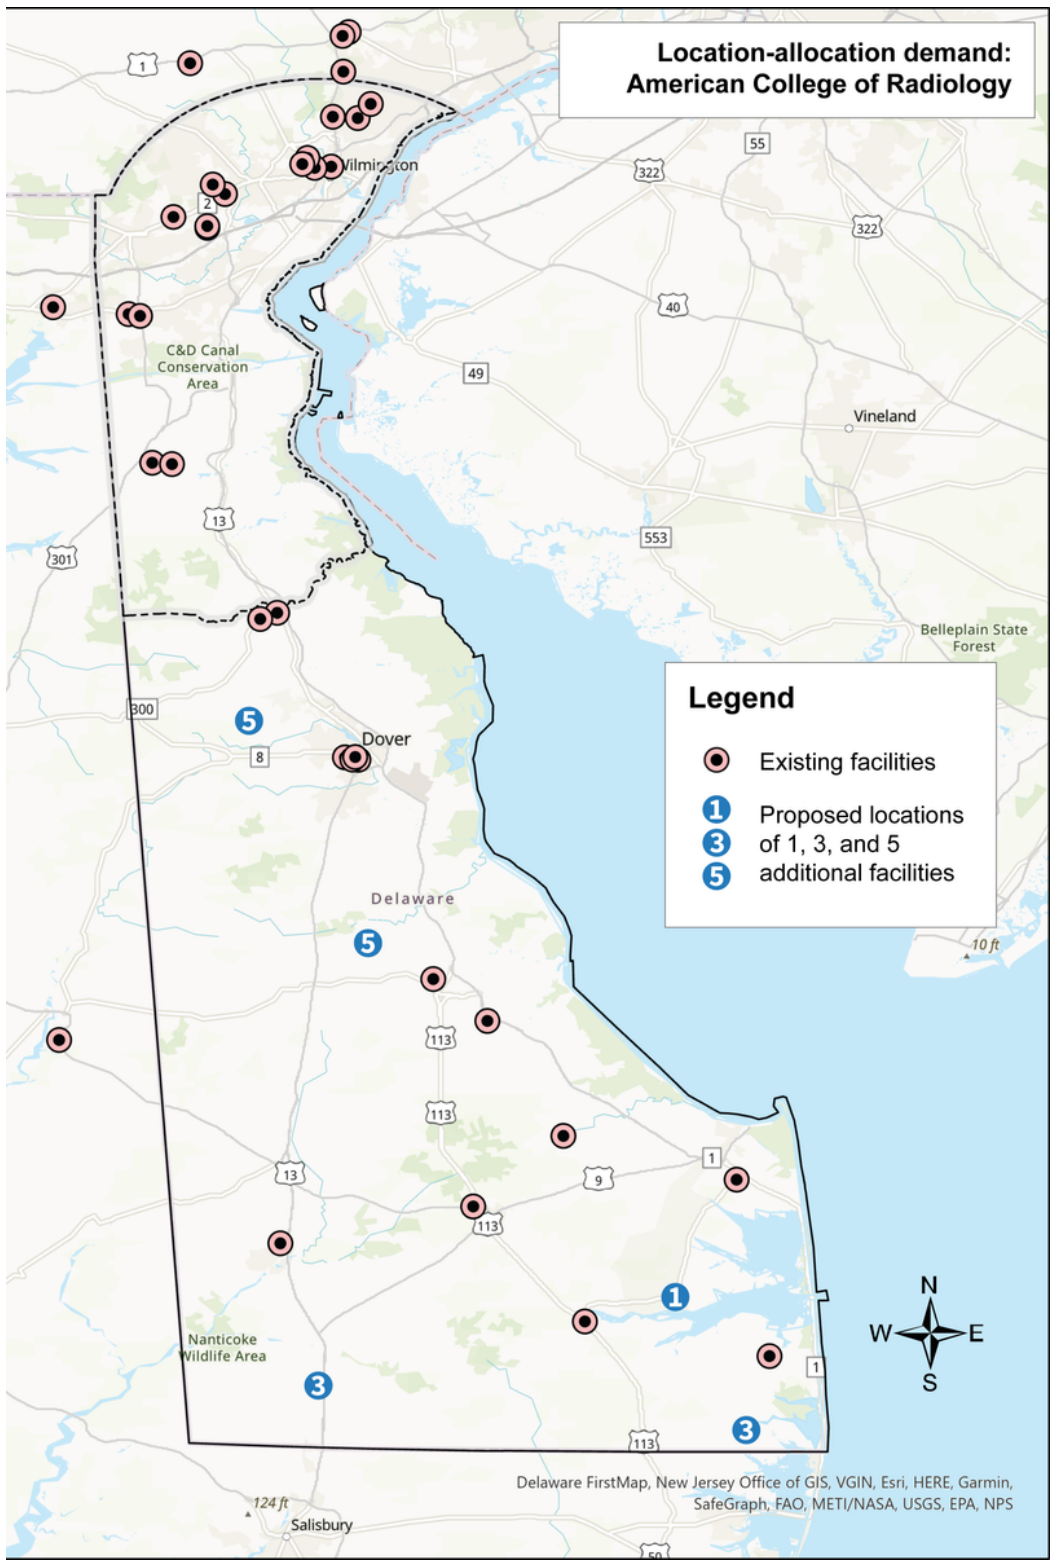 Location-allocation demand:
American College of Radiology
1
55
322
Wilmington
2
322
40
C&D Canal
Conservation
Area
49
Vineland
13
553
301
Belleplain State
Forest
Legend
300
5
Dover
8
Existing facilities
1
Proposed locations
3
of 1, 3, and 5
5
additional facilities
Delaware
5
10 ft
113
113
1
13
9
113
N
1
W
E
Nanticoke
Wildlife Area
1
S
3
3
113
Delaware FirstMap, New Jersey Office of GIS, VGIN, Esri, HERE, Garmin,
SafeGraph, FAO, METI/NASA, USGS, EPA, NPS
124 ft
Salisbury
50